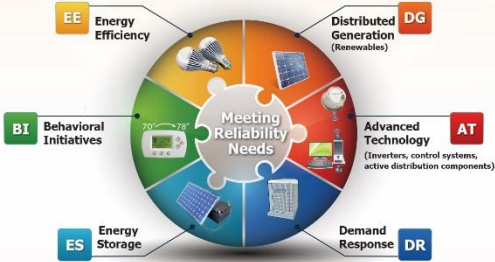 EE
Energy
Efficiency
Distributed
Generation
(Renewables)
DG
BI
Behavioral
Initiatives
70° 78°
Meeting
Reliability
Needs
Advanced
Technology
(Inverters, control systems,
active distribution components)
AT
ES
Energy
Storage
Demand
Response
DR